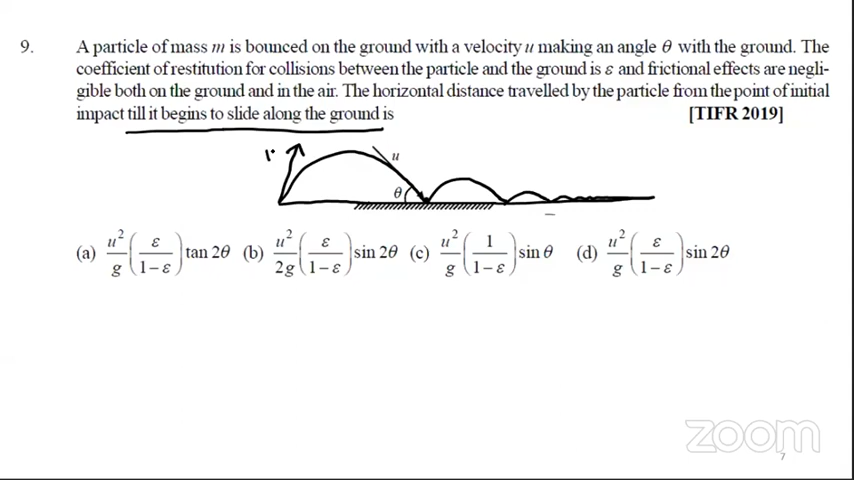 9. A particle of mass m is bounced on the ground with a velocity u making an angle θ with the ground. The
coefficient of restitution for collisions between the particle and the ground is ε and frictional effects are negli-
gible both on the ground and in the air. The horizontal distance travelled by the particle from the point of initial
impact till it begins to slide along the ground is [TIFR 2019]
u
θ
(a) u²/g (ε/(1−ε)) tan 2θ (b) u²/2g (ε/(1−ε)) sin 2θ (c) u²/g (1/(1−ε)) sin θ (d) u²/g (ε/(1−ε)) sin 2θ
zoom
7